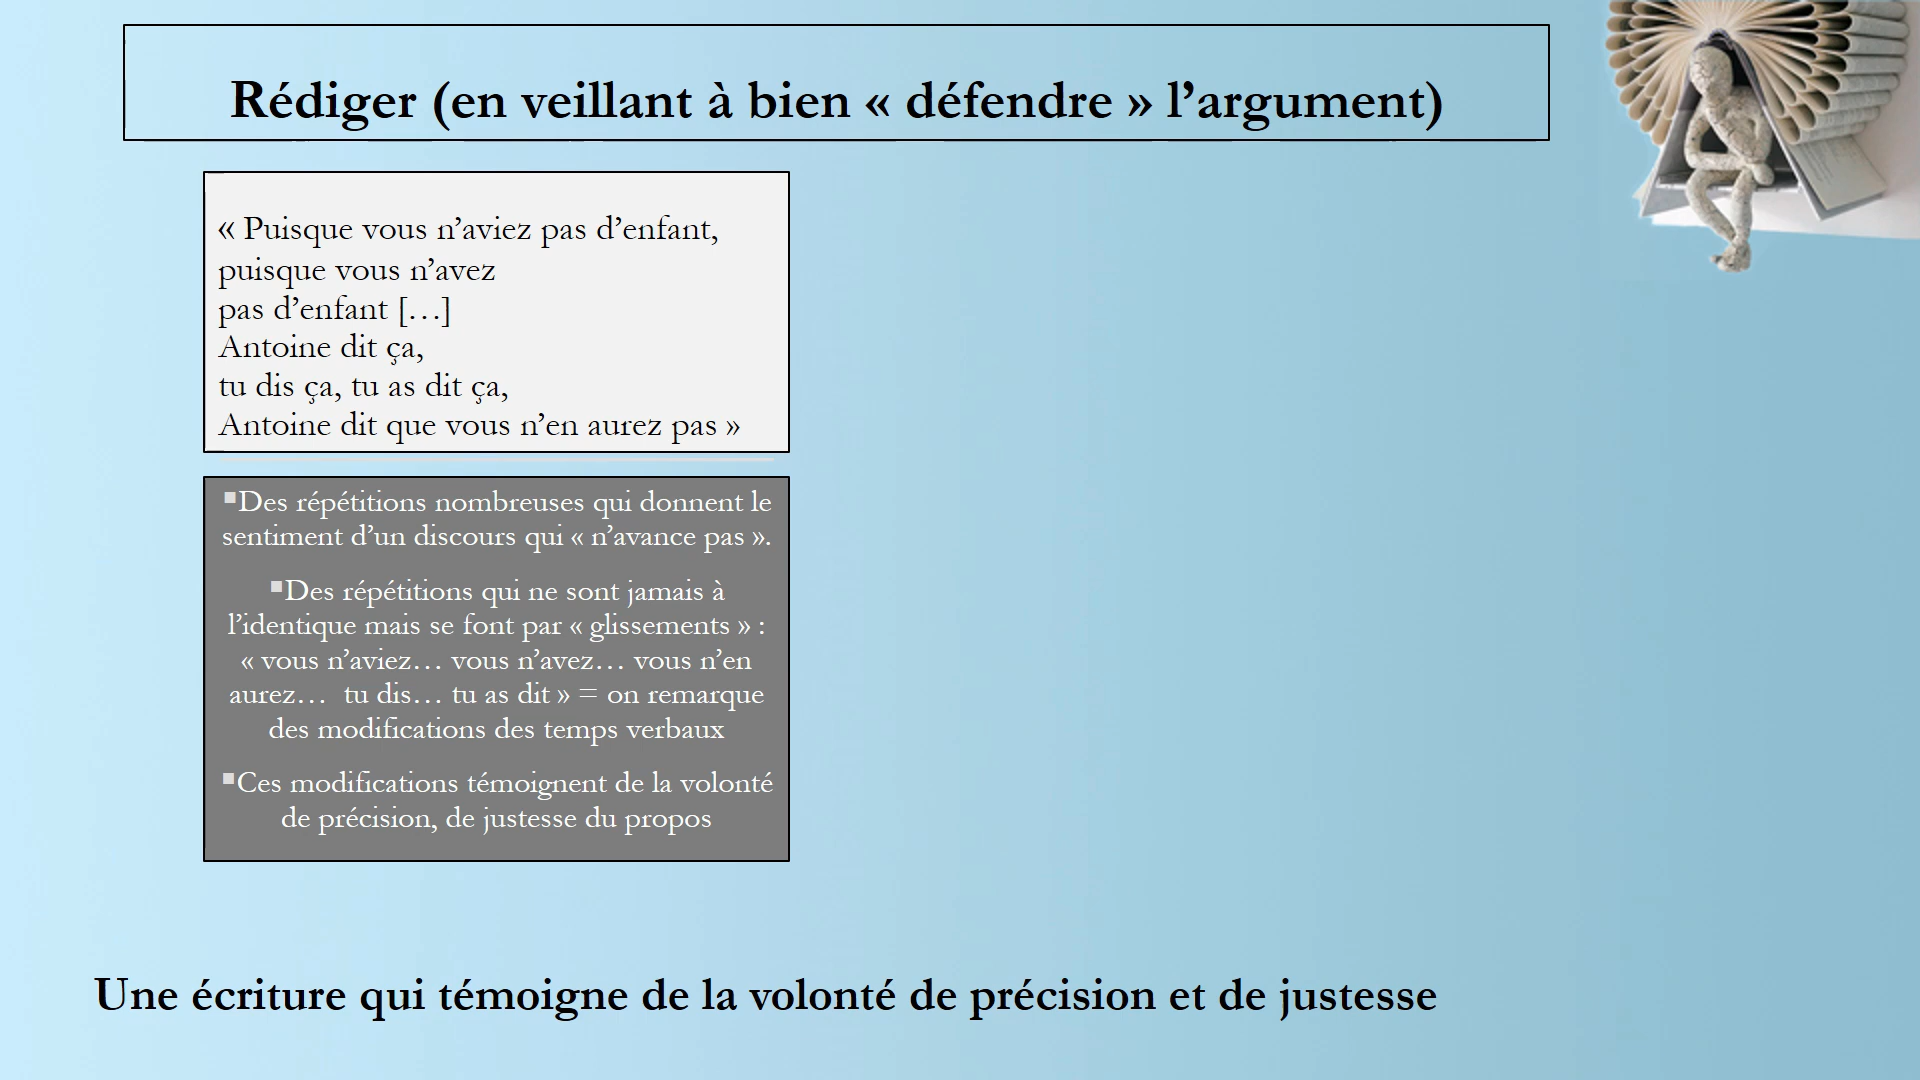 Rédiger (en veillant à bien « défendre » l’argument)
« Puisque vous n’aviez pas d’enfant,
puisque vous n’avez
pas d’enfant […]
Antoine dit ça,
tu dis ça, tu as dit ça,
Antoine dit que vous n’en aurez pas »
▪Des répétitions nombreuses qui donnent le
sentiment d’un discours qui « n’avance pas ».
▪Des répétitions qui ne sont jamais à
l’identique mais se font par « glissements » :
« vous n’aviez… vous n’avez… vous n’en
aurez… tu dis… tu as dit » = on remarque
des modifications des temps verbaux
▪Ces modifications témoignent de la volonté
de précision, de justesse du propos
Une écriture qui témoigne de la volonté de précision et de justesse